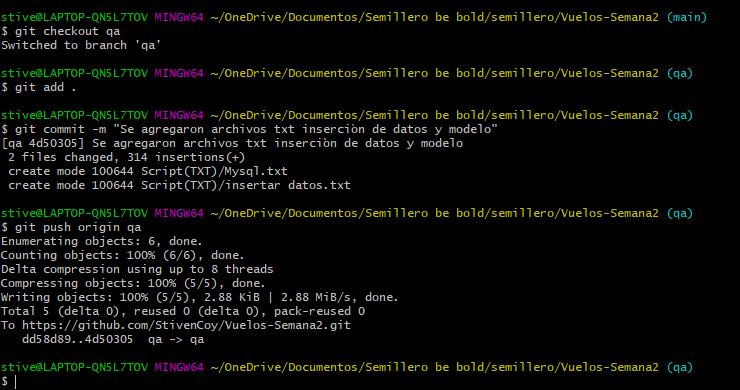 stive@LAPTOP-QN5L7TOV MINGW64 ~/OneDrive/Documentos/Semillero be bold/semillero/Vuelos-Semana2 (main)
$ git checkout qa
Switched to branch 'qa'
stive@LAPTOP-QN5L7TOV MINGW64 ~/OneDrive/Documentos/Semillero be bold/semillero/Vuelos-Semana2 (qa)
$ git add .
stive@LAPTOP-QN5L7TOV MINGW64 ~/OneDrive/Documentos/Semillero be bold/semillero/Vuelos-Semana2 (qa)
$ git commit -m "Se agregaron archivos txt inserciòn de datos y modelo"
[qa 4d50305] Se agregaron archivos txt inserciòn de datos y modelo
2 files changed, 314 insertions(+)
create mode 100644 Script(TXT)/Mysql.txt
create mode 100644 Script(TXT)/insertar datos.txt
stive@LAPTOP-QN5L7TOV MINGW64 ~/OneDrive/Documentos/Semillero be bold/semillero/Vuelos-Semana2 (qa)
$ git push origin qa
Enumerating objects: 6, done.
Counting objects: 100% (6/6), done.
Delta compression using up to 8 threads
Compressing objects: 100% (5/5), done.
Writing objects: 100% (5/5), 2.88 KiB | 2.88 MiB/s, done.
Total 5 (delta 0), reused 0 (delta 0), pack-reused 0
To https://github.com/StivenCoy/Vuelos-Semana2.git
dd58d89..4d50305  qa -> qa
stive@LAPTOP-QN5L7TOV MINGW64 ~/OneDrive/Documentos/Semillero be bold/semillero/Vuelos-Semana2 (qa)
$